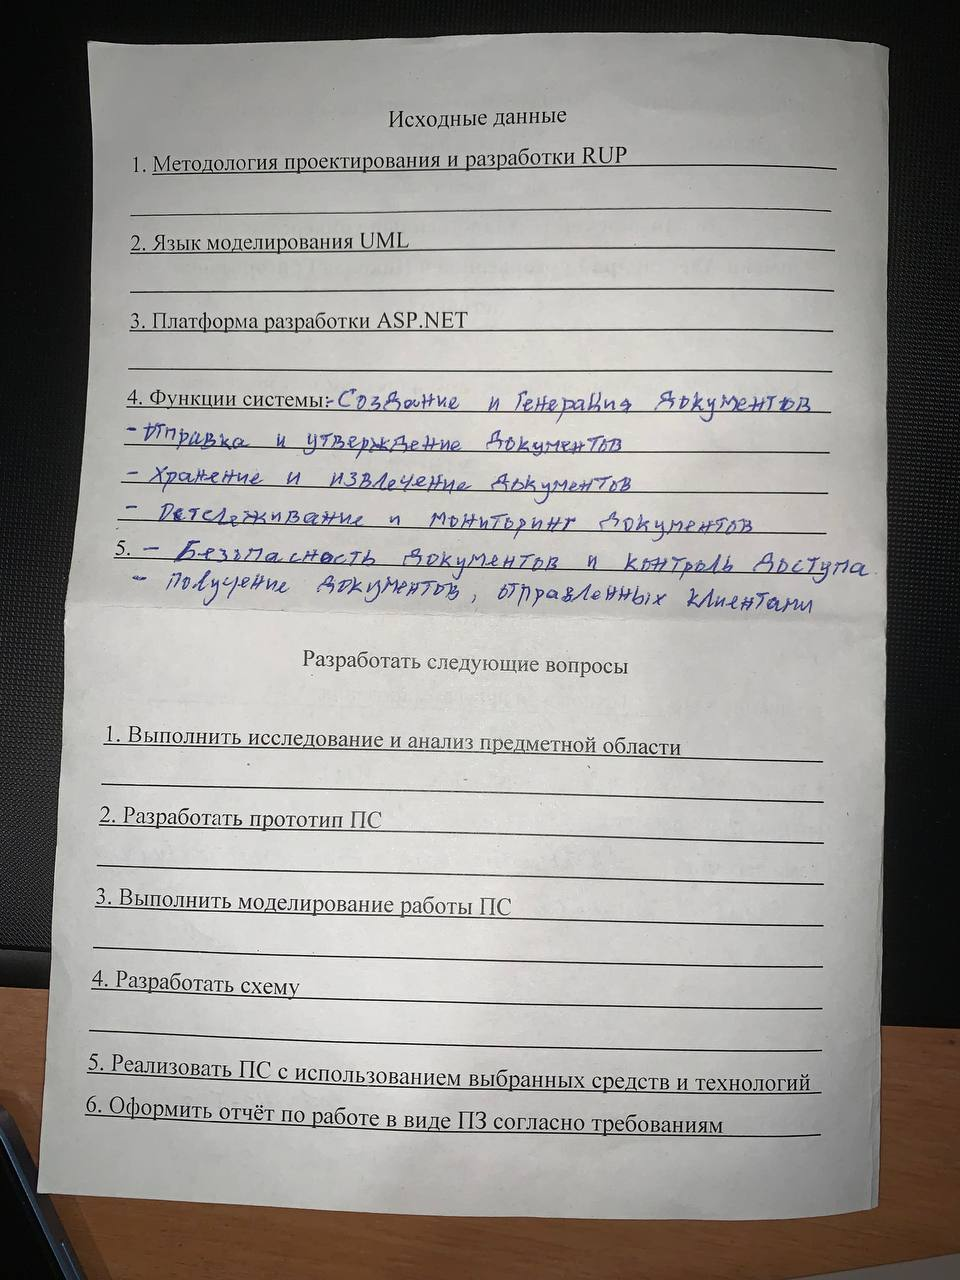 Исходные данные
1. Методология проектирования и разработки RUP
2. Язык моделирования UML
3. Платформа разработки ASP.NET
4. Функции системы:- Создание и генерация документов
- отправка и утверждение документов
- Хранение и извлечение документов
- Отслеживание и мониторинг документов
5. - Безопасность документов и контроль доступа
- Получение документов, отправленных клиентами
Разработать следующие вопросы
1. Выполнить исследование и анализ предметной области
2. Разработать прототип ПС
3. Выполнить моделирование работы ПС
4. Разработать схему
5. Реализовать ПС с использованием выбранных средств и технологий
6. Оформить отчёт по работе в виде ПЗ согласно требованиям